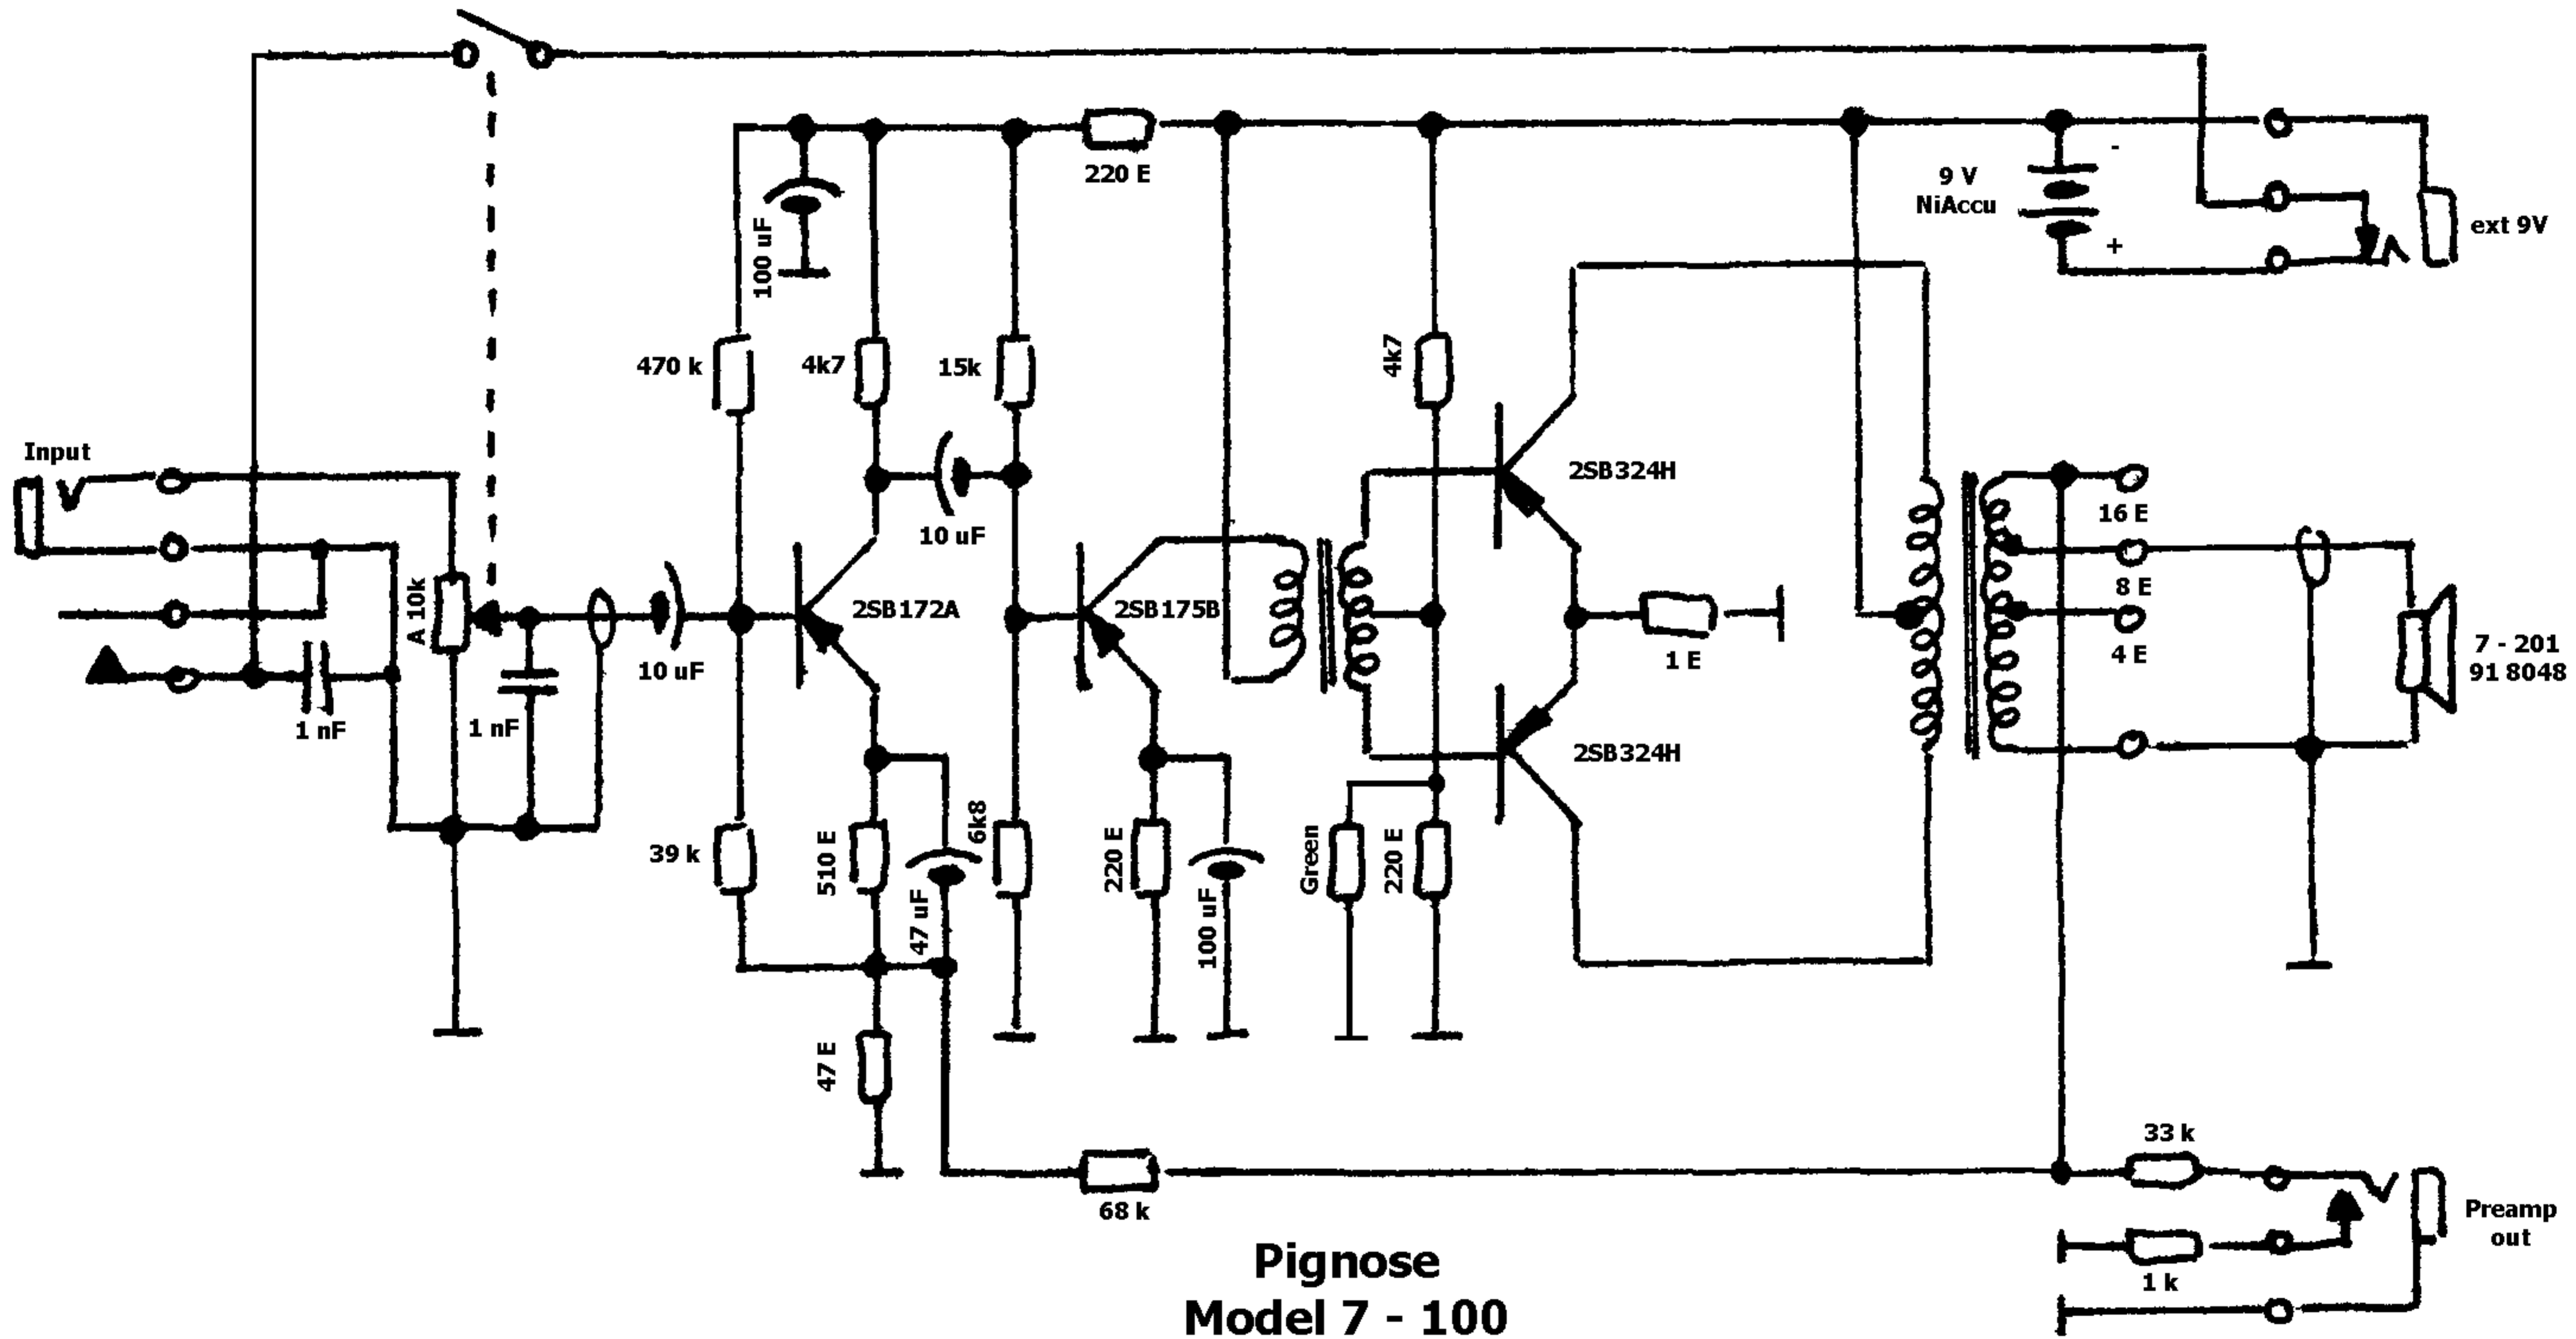 220 E
9 V
NiAccu
-
+
ext 9V
100 uF
470 k
4k7
15k
4k7
Input
10 uF
2SB324H
16 E
8 E
A 10k
2SB172A
2SB175B
10 uF
1 E
4 E
7 - 201
91 8048
1 nF
1 nF
2SB324H
39 k
510 E
47 uF
6k8
220 E
100 uF
Green
220 E
47 E
68 k
33 k
Preamp
out
1 k
Pignose
Model 7 - 100